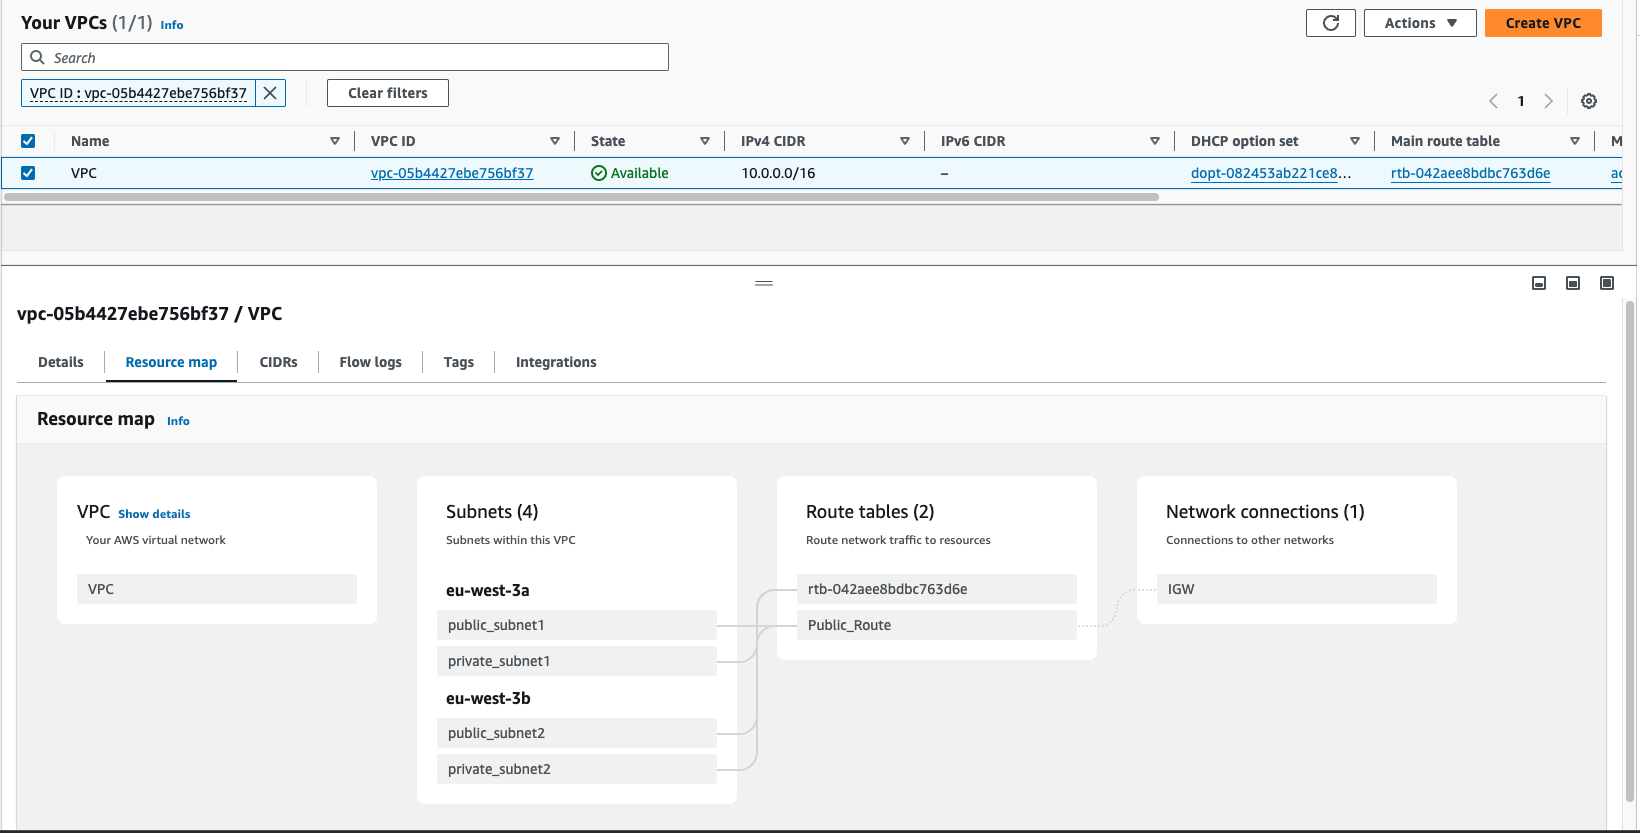 Your VPCs (1/1) Info
Actions
Create VPC
Search
VPC ID : vpc-05b4427ebe756bf37
Clear filters
1
Name VPC ID State IPv4 CIDR IPv6 CIDR DHCP option set Main route table M
VPC vpc-05b4427ebe756bf37 Available 10.0.0.0/16 – dopt-082453ab221ce8... rtb-042aee8bdbc763d6e ac
vpc-05b4427ebe756bf37 / VPC
Details Resource map CIDRs Flow logs Tags Integrations
Resource map Info
VPC Show details
Your AWS virtual network
VPC
Subnets (4)
Subnets within this VPC
eu-west-3a
public_subnet1
private_subnet1
eu-west-3b
public_subnet2
private_subnet2
Route tables (2)
Route network traffic to resources
rtb-042aee8bdbc763d6e
Public_Route
Network connections (1)
Connections to other networks
IGW